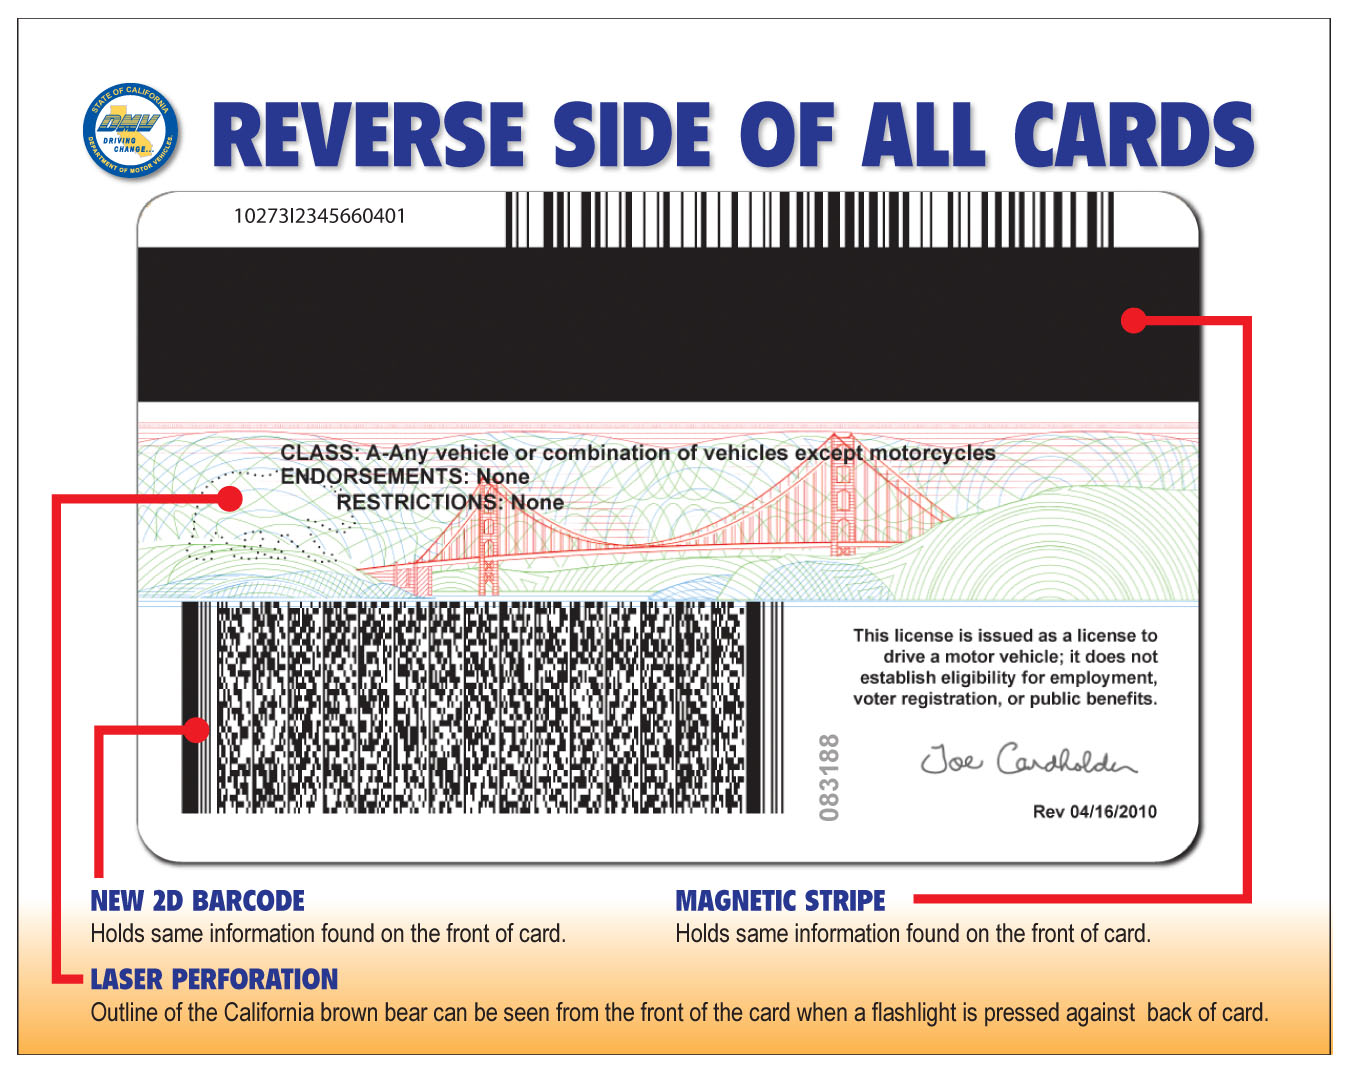 STATE OF CALIFORNIA
DMV
DRIVING
CHANGE...
DEPARTMENT OF MOTOR VEHICLES.
REVERSE SIDE OF ALL CARDS
10273I2345660401
CLASS: A-Any vehicle or combination of vehicles except motorcycles
ENDORSEMENTS: None
RESTRICTIONS: None
This license is issued as a license to
drive a motor vehicle; it does not
establish eligibility for employment,
voter registration, or public benefits.
083188
Joe Cardholder
Rev 04/16/2010
NEW 2D BARCODE
Holds same information found on the front of card.
MAGNETIC STRIPE
Holds same information found on the front of card.
LASER PERFORATION
Outline of the California brown bear can be seen from the front of the card when a flashlight is pressed against  back of card.